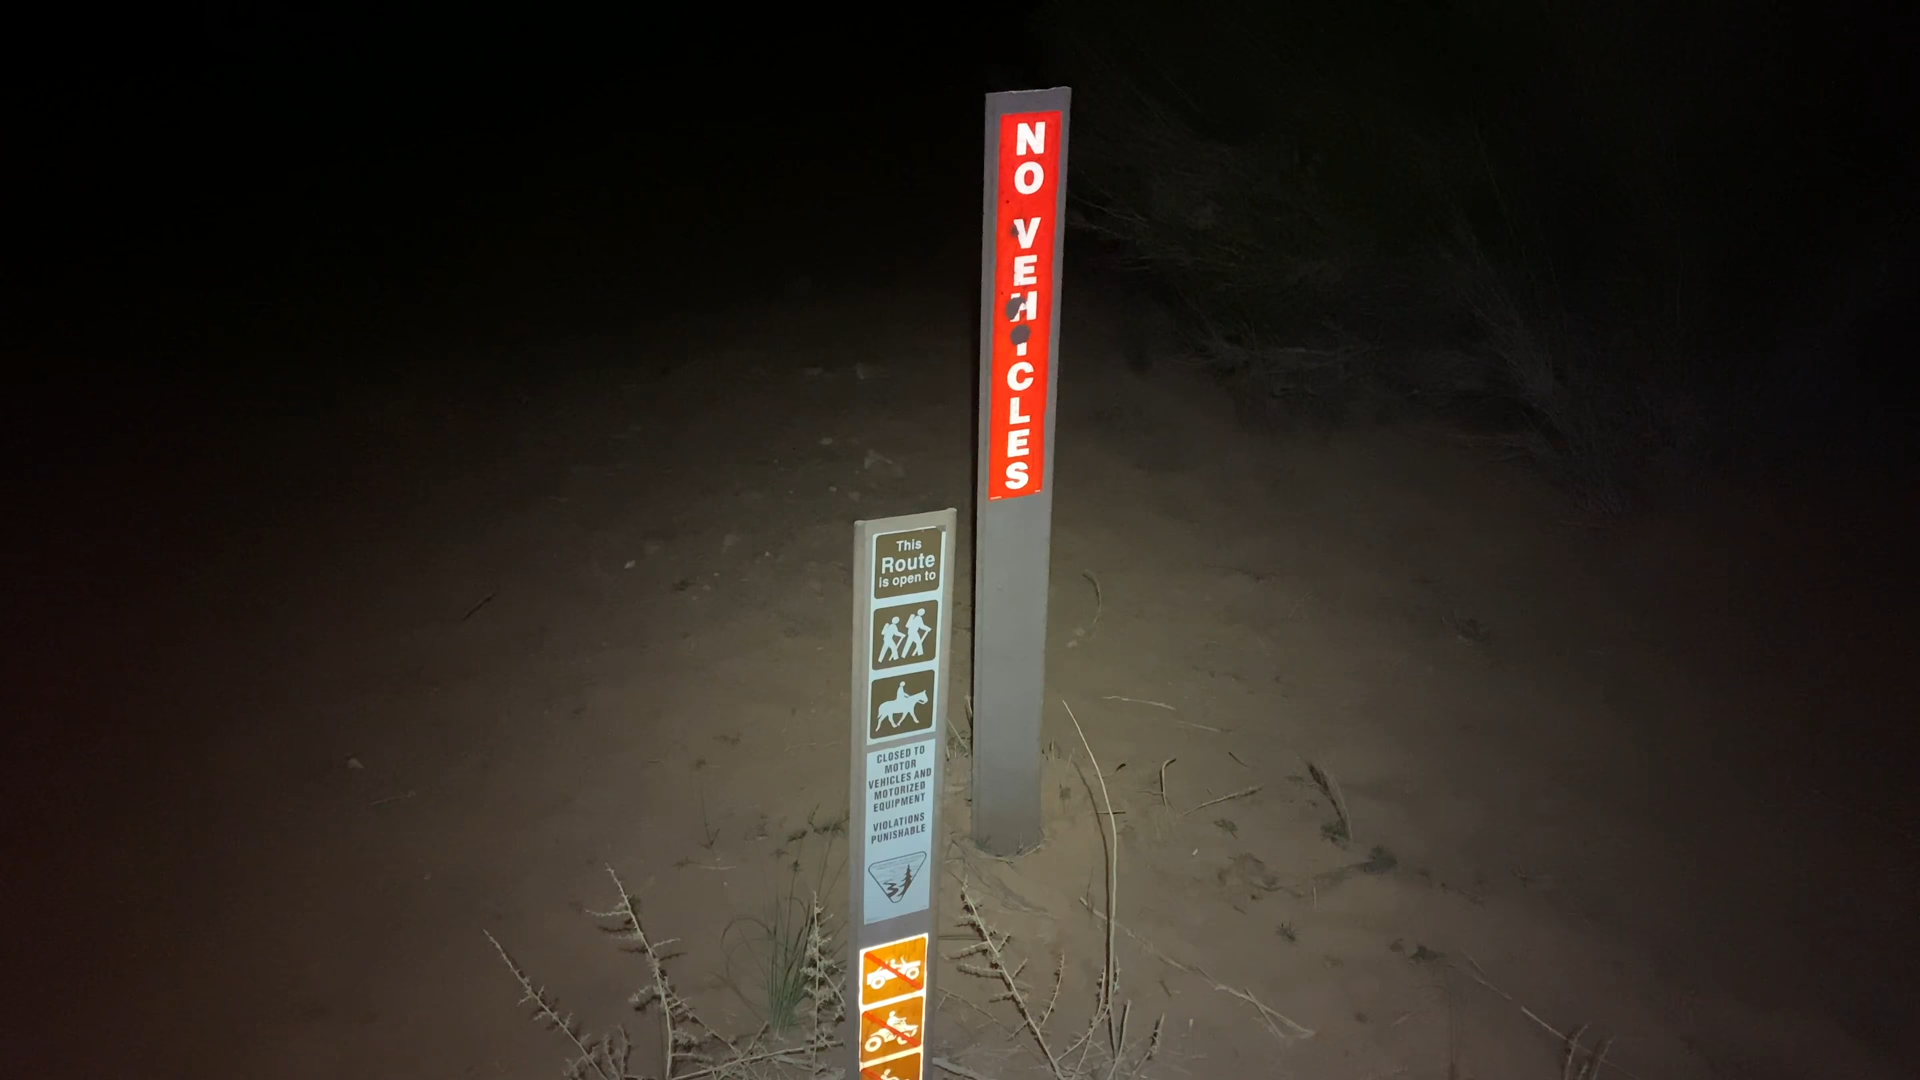 NO VEHICLES
This
Route
is open to
CLOSED TO
MOTOR
VEHICLES AND
MOTORIZED
EQUIPMENT
VIOLATIONS
PUNISHABLE